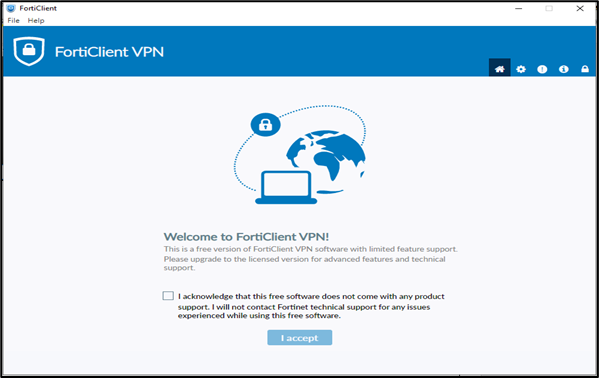 FortiClient
File Help
FortiClient VPN
Welcome to FortiClient VPN!
This is a free version of FortiClient VPN software with limited feature support.
Please upgrade to the licensed version for advanced features and technical
support.
I acknowledge that this free software does not come with any product
support. I will not contact Fortinet technical support for any issues
experienced while using this free software.
I accept